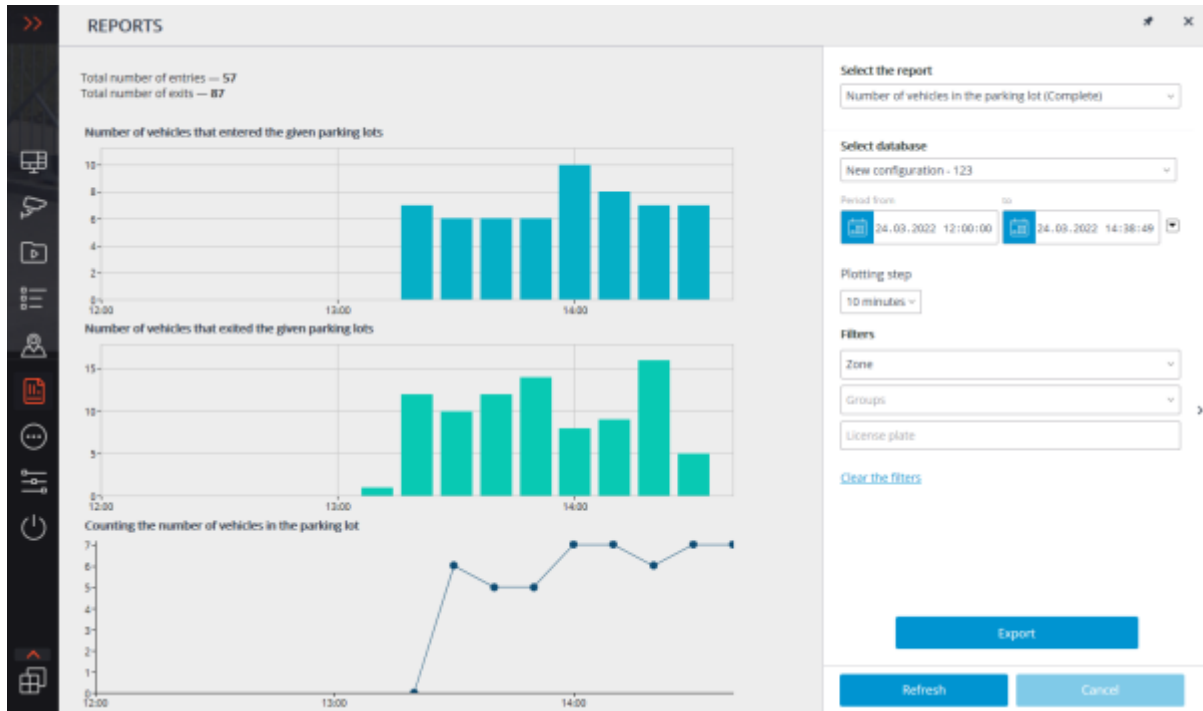 REPORTS
Total number of entries — 57
Total number of exits — 87
Number of vehicles that entered the given parking lots
10
8
6
4
2
0
12:00 13:00 14:00
Number of vehicles that exited the given parking lots
15
10
5
0
12:00 13:00 14:00
Counting the number of vehicles in the parking lot
7
6
5
4
3
2
1
0
12:00 13:00 14:00
Select the report
Number of vehicles in the parking lot (Complete)
Select database
New configuration - 123
Period from to
24.03.2022 12:00:00 24.03.2022 14:38:49
Plotting step
10 minutes
Filters
Zone
Groups
License plate
Clear the filters
Export
Refresh Cancel